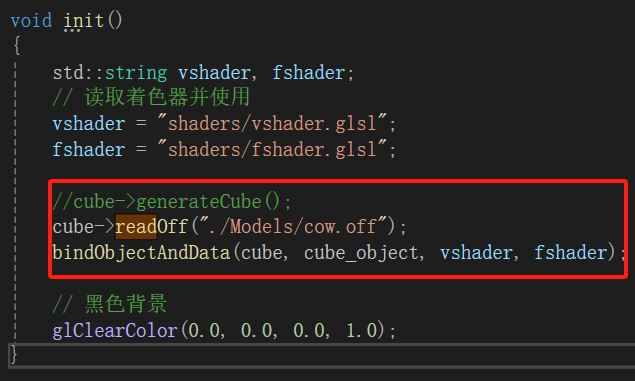 void init()
{
std::string vshader, fshader;
// 读取着色器并使用
vshader = "shaders/vshader.glsl";
fshader = "shaders/fshader.glsl";
//cube->generateCube();
cube->readOff("./Models/cow.off");
bindObjectAndData(cube, cube_object, vshader, fshader);
// 黑色背景
glClearColor(0.0, 0.0, 0.0, 1.0);
}